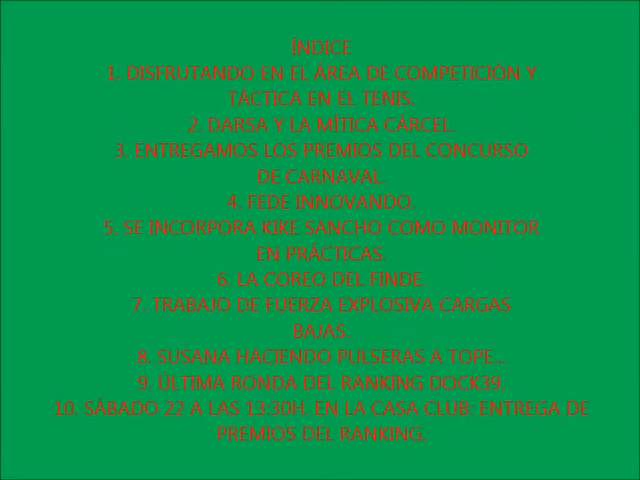 ÍNDICE
1. DISFRUTANDO EN EL ÁREA DE COMPETICIÓN Y
TÁCTICA EN EL TENIS.
2. DARSA Y LA MÍTICA CÁRCEL.
3. ENTREGAMOS LOS PREMIOS DEL CONCURSO
DE CARNAVAL.
4. FEDE INNOVANDO.
5. SE INCORPORA KIKE SANCHO COMO MONITOR
EN PRÁCTICAS.
6. LA COREO DEL FINDE.
7. TRABAJO DE FUERZA EXPLOSIVA CARGAS
BAJAS.
8. SUSANA HACIENDO PULSERAS A TOPE...
9. ÚLTIMA RONDA DEL RANKING DOCK39.
10. SÁBADO 22 A LAS 13:30H. EN LA CASA CLUB: ENTREGA DE
PREMIOS DEL RANKING.